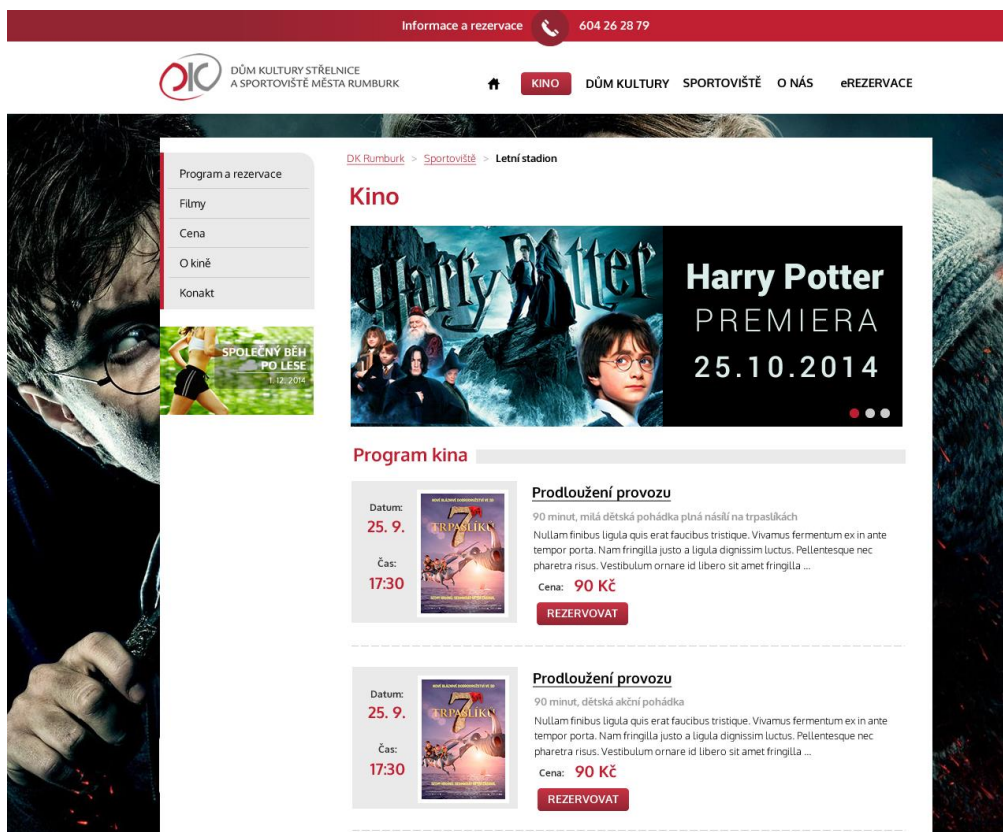 Informace a rezervace 604 26 28 79
DŮM KULTURY STŘELNICE
A SPORTOVIŠTĚ MĚSTA RUMBURK
KINO DŮM KULTURY SPORTOVIŠTĚ O NÁS eREZERVACE
Program a rezervace
Filmy
Cena
O kině
Konakt
SPOLEČNÝ BĚH
PO LESE
1. 12. 2014
DK Rumburk > Sportoviště > Letní stadion
Kino
Harry Potter
Harry Potter
PREMIERA
25.10.2014
Program kina
Datum:
25. 9.
Čas:
17:30
7
TRPASLÍKŮ
Prodloužení provozu
90 minut, milá dětská pohádka plná násílí na trpaslíkách
Nullam finibus ligula quis erat faucibus tristique. Vivamus fermentum ex in ante
tempor porta. Nam fringilla justo a ligula dignissim luctus. Pellentesque nec
pharetra risus. Vestibulum ornare id libero sit amet fringilla ...
Cena: 90 Kč
REZERVOVAT
Datum:
25. 9.
Čas:
17:30
7
TRPASLÍKŮ
Prodloužení provozu
90 minut, dětská akční pohádka
Nullam finibus ligula quis erat faucibus tristique. Vivamus fermentum ex in ante
tempor porta. Nam fringilla justo a ligula dignissim luctus. Pellentesque nec
pharetra risus. Vestibulum ornare id libero sit amet fringilla ...
Cena: 90 Kč
REZERVOVAT